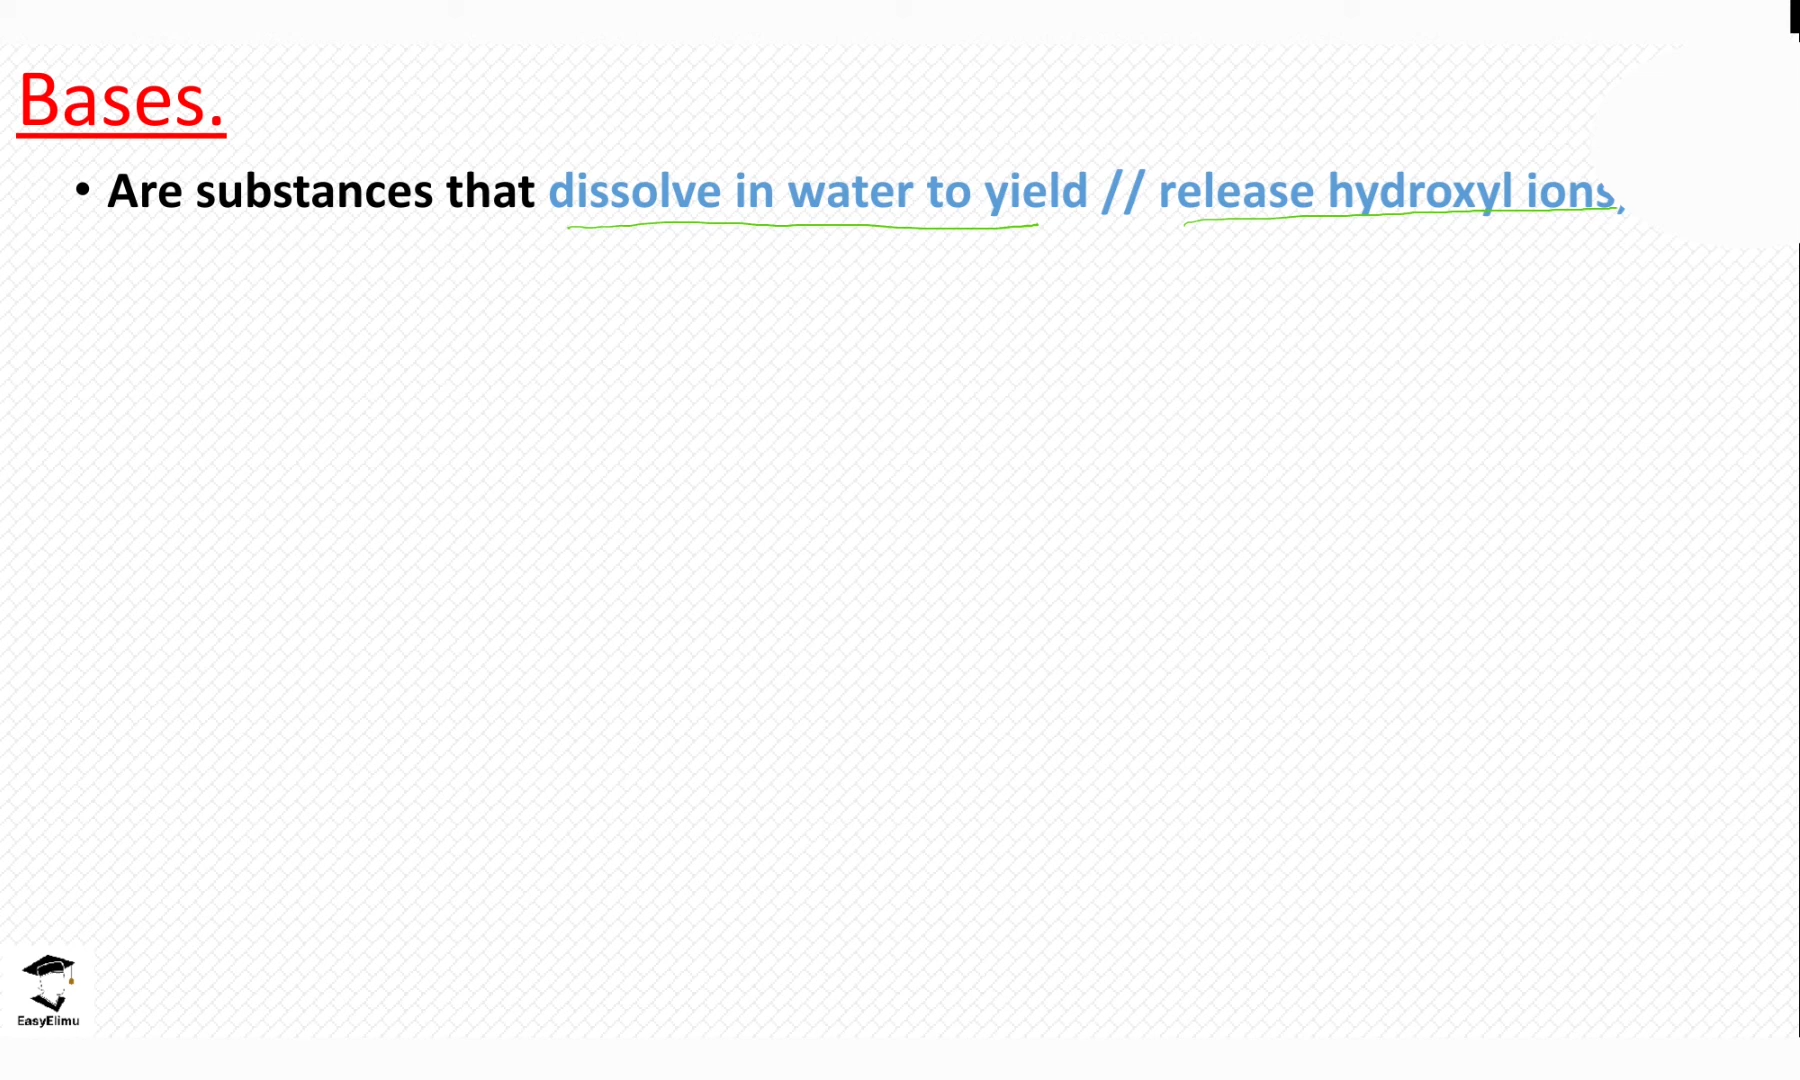 Bases.
• Are substances that dissolve in water to yield // release hydroxyl ions,
EasyElimu